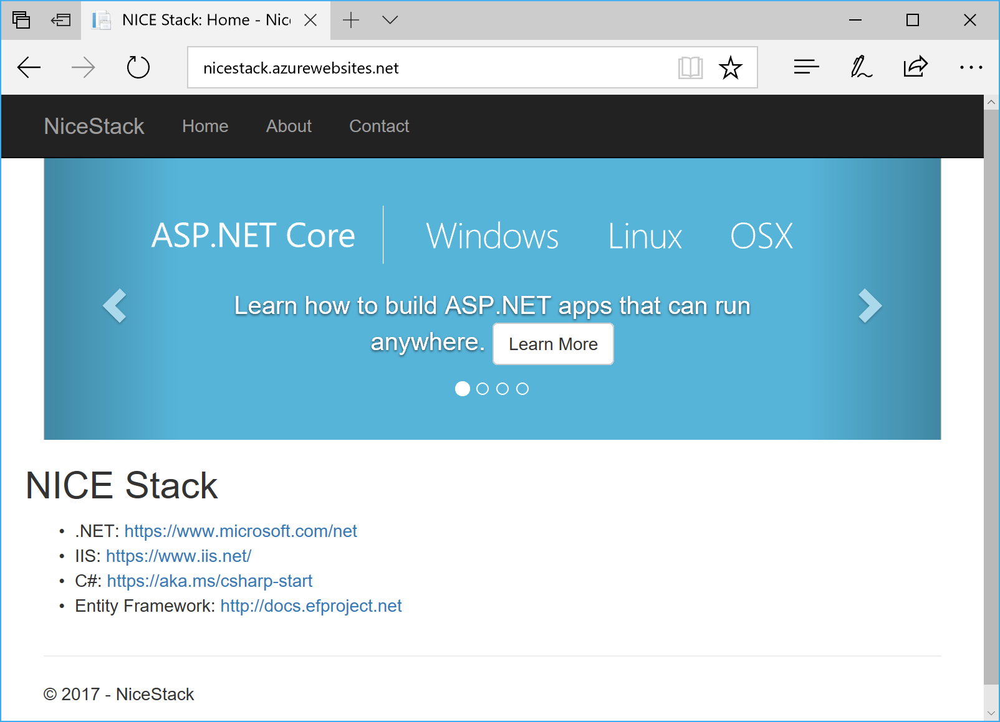 NICE Stack: Home - Nic
nicestack.azurewebsites.net
NiceStack Home About Contact
ASP.NET Core Windows Linux OSX
Learn how to build ASP.NET apps that can run
anywhere. Learn More
NICE Stack
• .NET: https://www.microsoft.com/net
• IIS: https://www.iis.net/
• C#: https://aka.ms/csharp-start
• Entity Framework: http://docs.efproject.net
© 2017 - NiceStack